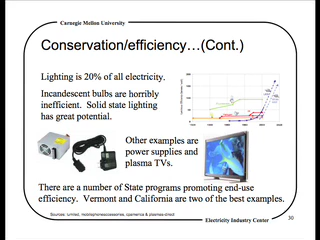 Carnegie Mellon University
Conservation/efficiency…(Cont.)
Lighting is 20% of all electricity.
Incandescent bulbs are horribly
inefficient. Solid state lighting
has great potential.
Other examples are
power supplies and
plasma TVs.
There are a number of State programs promoting end-use
efficiency. Vermont and California are two of the best examples.
Electricity Industry Center
30